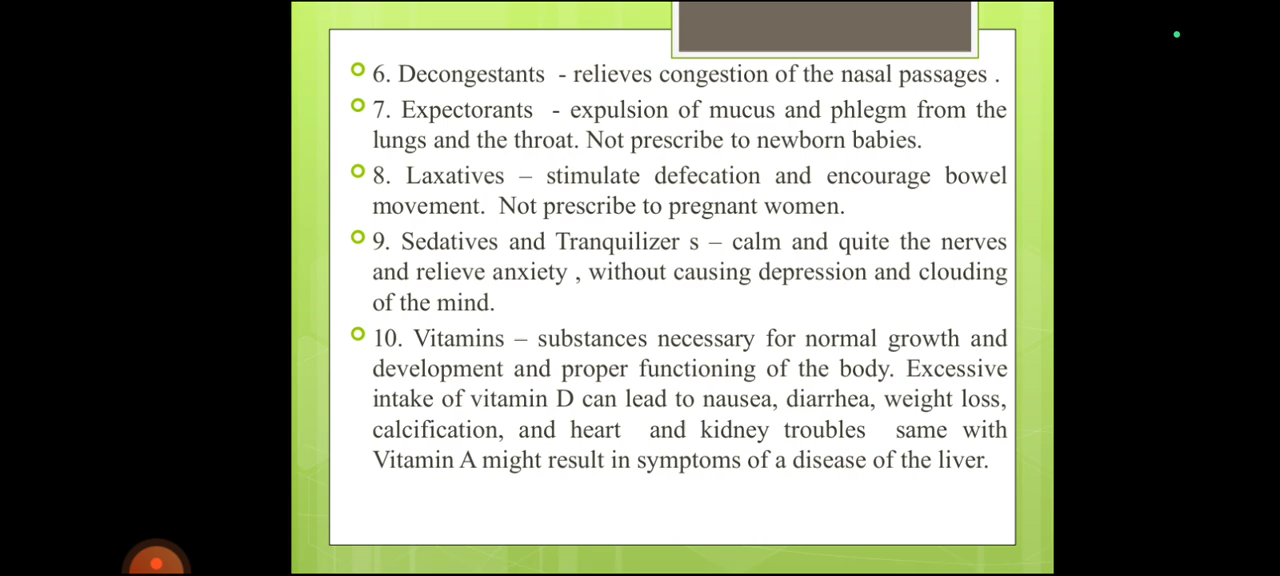 6. Decongestants - relieves congestion of the nasal passages .
7. Expectorants - expulsion of mucus and phlegm from the
lungs and the throat. Not prescribe to newborn babies.
8. Laxatives – stimulate defecation and encourage bowel
movement. Not prescribe to pregnant women.
9. Sedatives and Tranquilizer s – calm and quite the nerves
and relieve anxiety , without causing depression and clouding
of the mind.
10. Vitamins – substances necessary for normal growth and
development and proper functioning of the body. Excessive
intake of vitamin D can lead to nausea, diarrhea, weight loss,
calcification, and heart and kidney troubles same with
Vitamin A might result in symptoms of a disease of the liver.